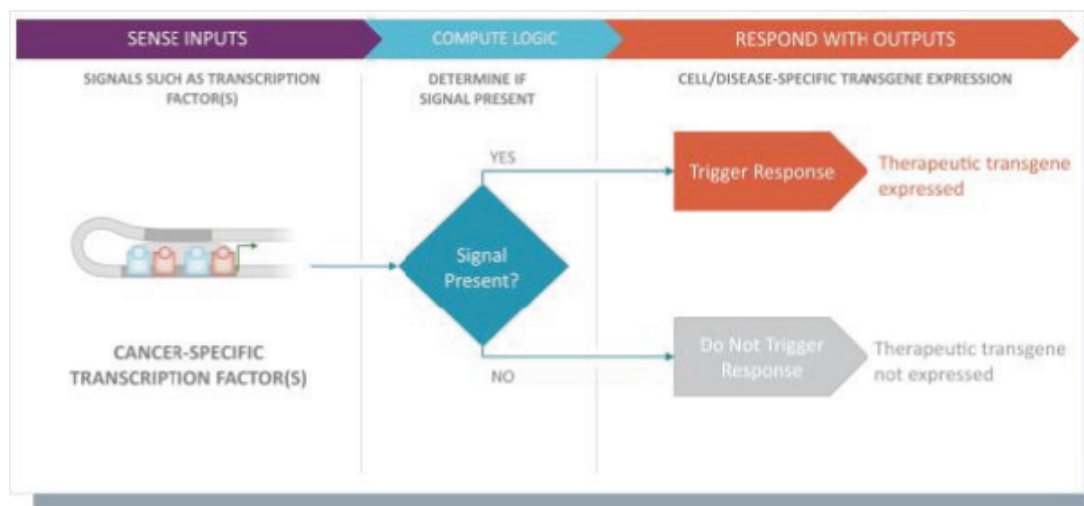 SENSE INPUTS
COMPUTE LOGIC
RESPOND WITH OUTPUTS
SIGNALS SUCH AS TRANSCRIPTION
FACTOR(S)
DETERMINE IF
SIGNAL PRESENT
CELL/DISEASE-SPECIFIC TRANSGENE EXPRESSION
YES
Trigger Response
Therapeutic transgene
expressed
Signal
Present?
CANCER-SPECIFIC
TRANSCRIPTION FACTOR(S)
NO
Do Not Trigger
Response
Therapeutic transgene
not expressed